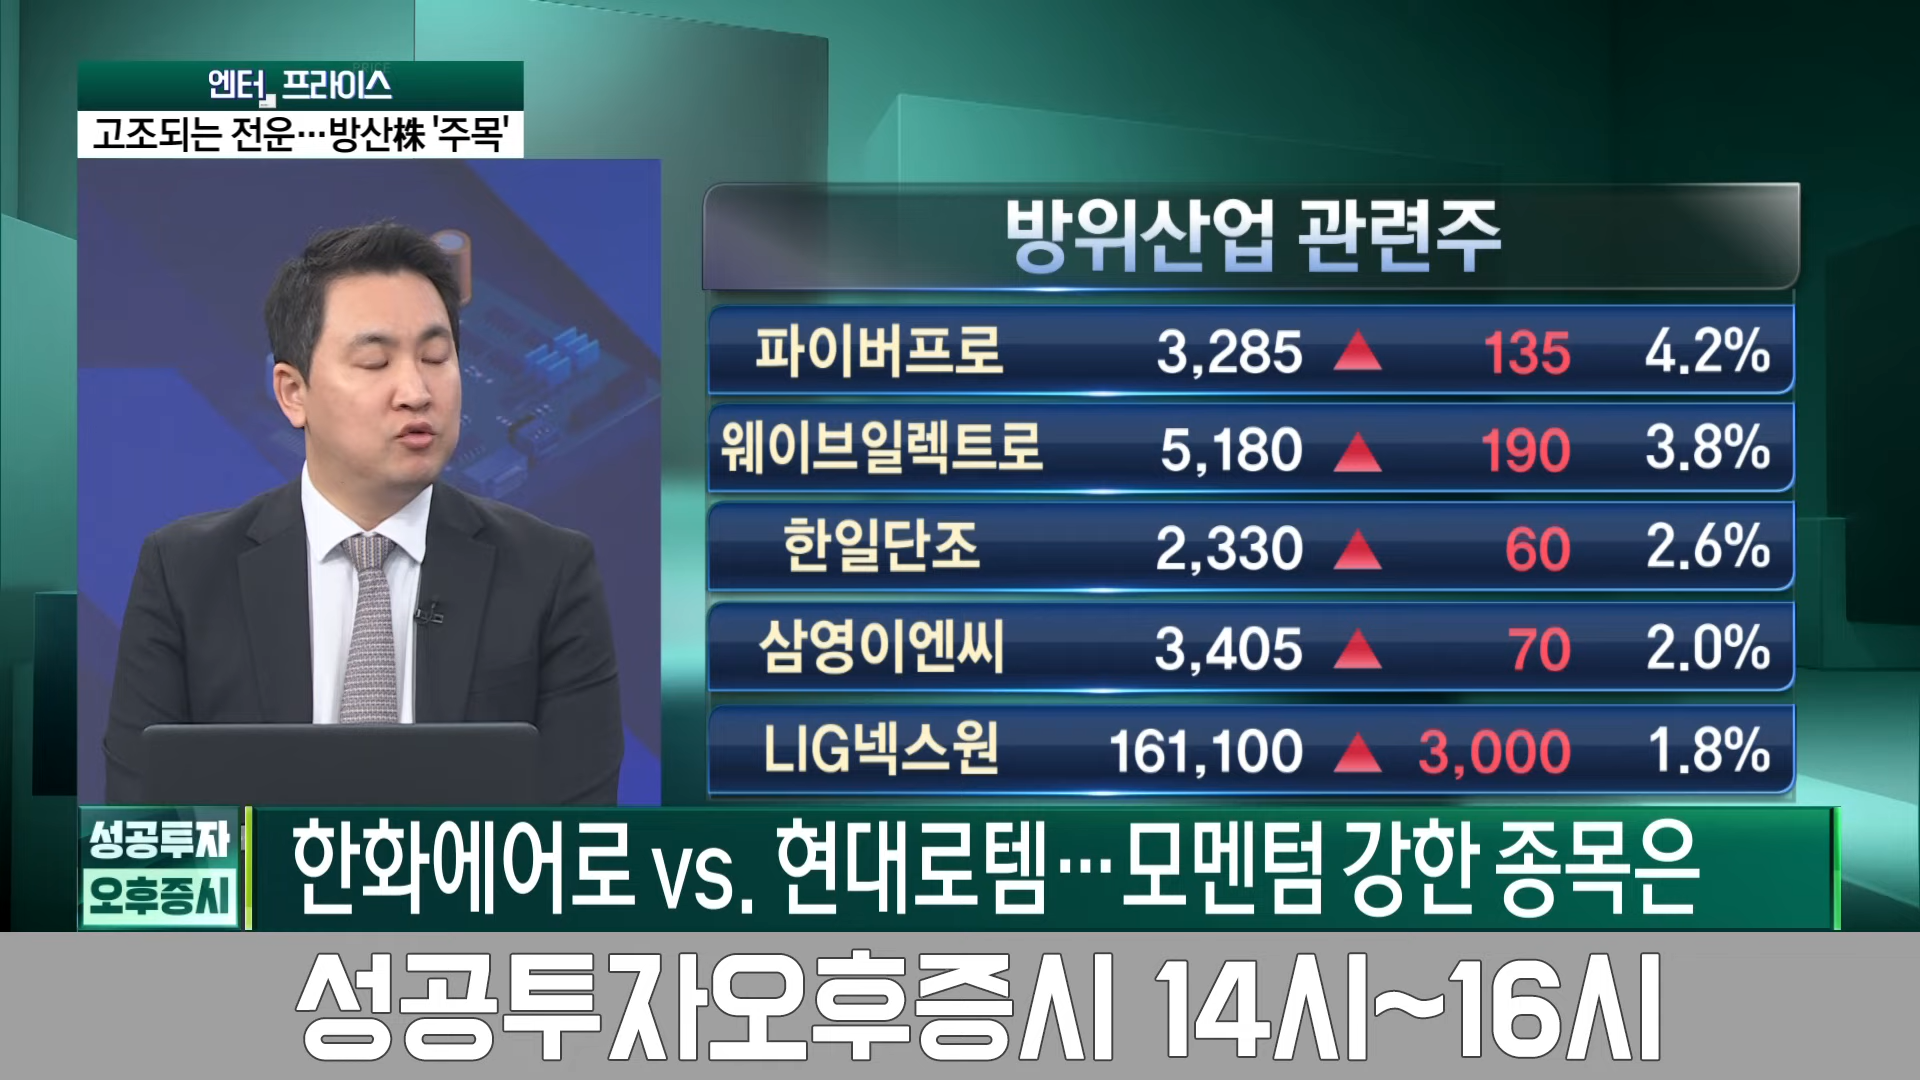 엔터 프라이스
고조되는 전운…방산株 '주목'
방위산업 관련주
파이버프로 3,285 ▲ 135 4.2%
웨이브일렉트로 5,180 ▲ 190 3.8%
한일단조 2,330 ▲ 60 2.6%
삼영이엔씨 3,405 ▲ 70 2.0%
LIG넥스원 161,100 ▲ 3,000 1.8%
성공투자
오후증시
한화에어로 vs. 현대로템…모멘텀 강한 종목은
성공투자오후증시 14시~16시